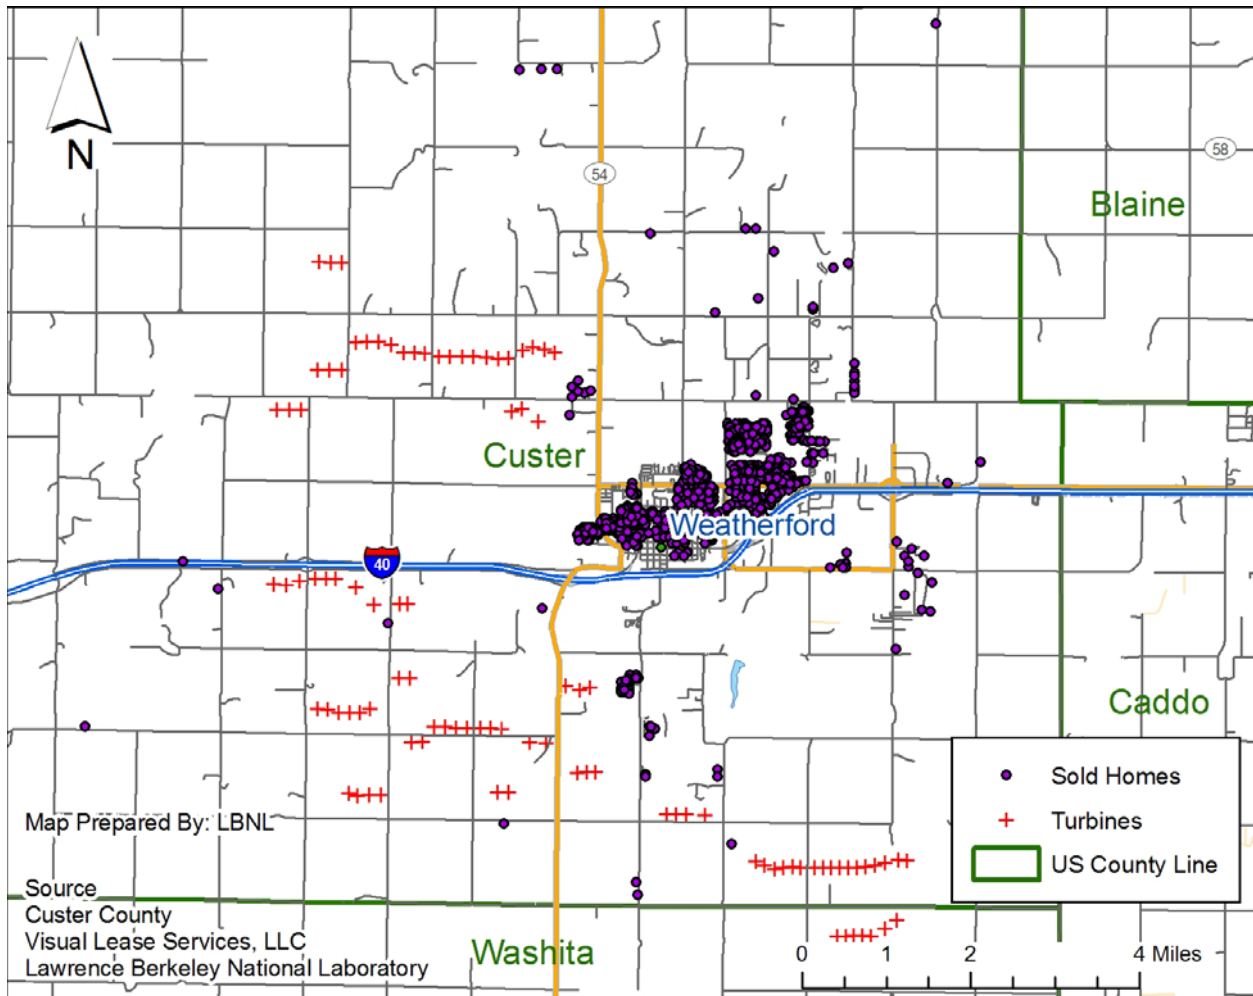 N
54
58
Blaine
Custer
Weatherford
40
Caddo
Sold Homes
Turbines
US County Line
Map Prepared By: LBNL
Source
Custer County
Visual Lease Services, LLC
Lawrence Berkeley National Laboratory
Washita
0 1 2 4 Miles